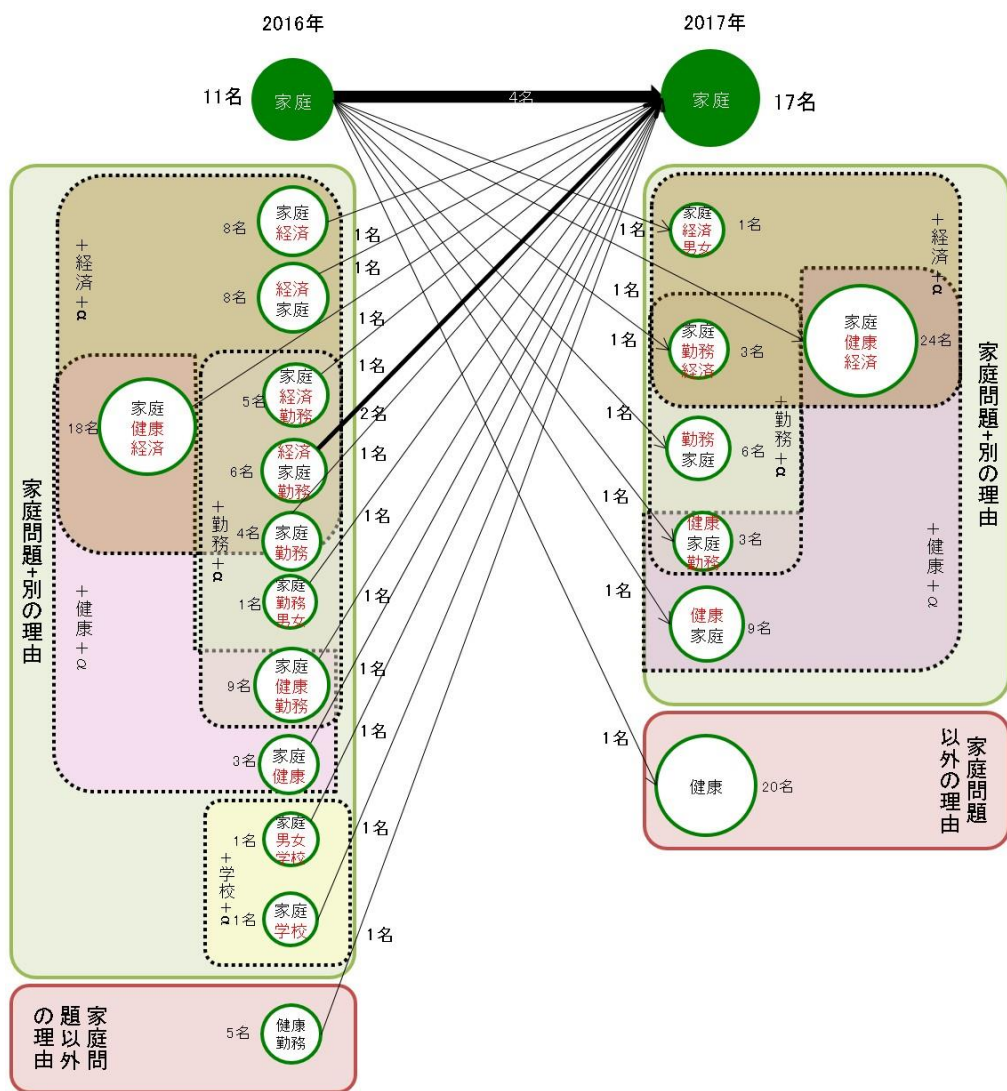 2016年
2017年
11名
家庭
4名
家庭
17名
家庭問題+別の理由
+経済+α
8名
家庭
経済
8名
経済
家庭
5名
家庭
経済
勤務
18名
家庭
健康
経済
6名
経済
家庭
勤務
+勤務+α
4名
家庭
勤務
1名
家庭
勤務
男女
+健康+α
9名
家庭
健康
勤務
3名
家庭
健康
+学校+α
1名
家庭
男女
学校
1名
家庭
学校
家庭問
題以外
の理由
5名
健康
勤務
1名
1名
1名
1名
2名
1名
1名
1名
1名
1名
1名
1名
1名
1名
1名
1名
1名
1名
1名
家庭問題+別の理由
+経済+α
家庭
経済
男女
1名
家庭
勤務
経済
3名
家庭
健康
経済
24名
+勤務+α
勤務
家庭
6名
健康
家庭
勤務
3名
+健康+α
健康
家庭
9名
家庭問題
以外の理由
健康
20名